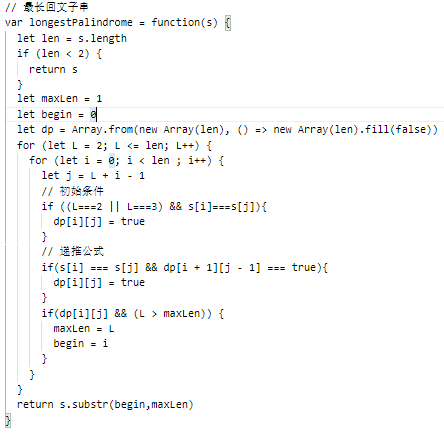 // 最长回文子串
var longestPalindrome = function(s) {
  let len = s.length
  if (len < 2) {
    return s
  }
  let maxLen = 1
  let begin = 0
  let dp = Array.from(new Array(len), () => new Array(len).fill(false))
  for (let L = 2; L <= len; L++) {
    for (let i = 0; i < len ; i++) {
      let j = L + i - 1
      // 初始条件
      if ((L===2 || L===3) && s[i]===s[j]){
        dp[i][j] = true
      }
      // 递推公式
      if(s[i] === s[j] && dp[i + 1][j - 1] === true){
        dp[i][j] = true
      }
      if(dp[i][j] && (L > maxLen)) {
        maxLen = L
        begin = i
      }
    }
  }
  return s.substr(begin,maxLen)
}